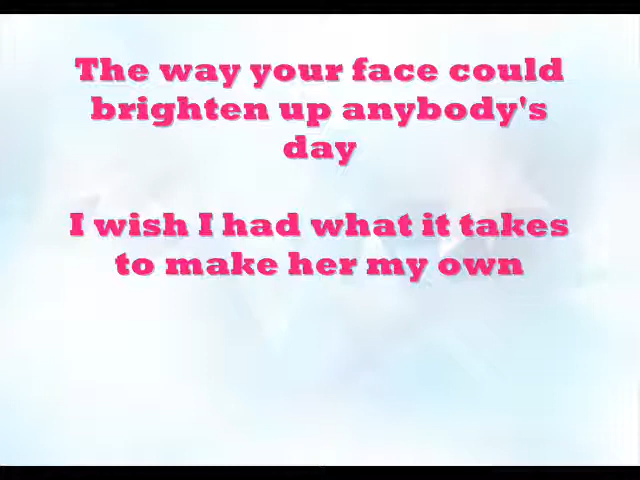 The way your face could
brighten up anybody's
day
I wish I had what it takes
to make her my own